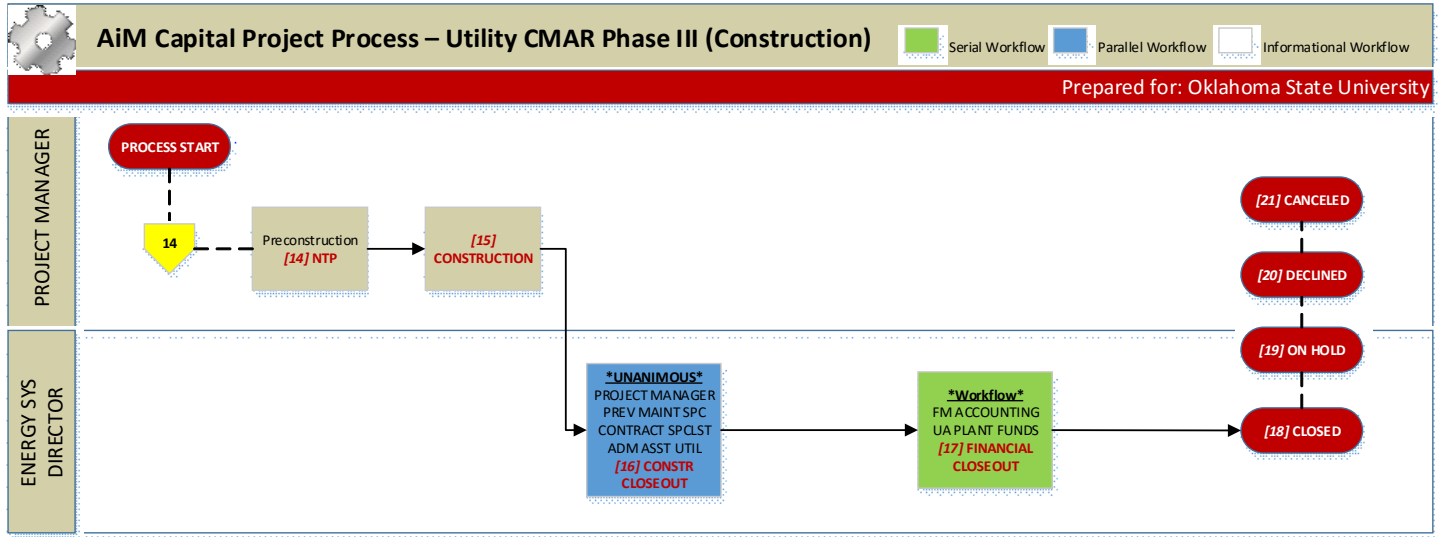 AiM Capital Project Process – Utility CMAR Phase III (Construction)
Serial Workflow
Parallel Workflow
Informational Workflow
Prepared for: Oklahoma State University
PROJECT MANAGER
PROCESS START
14
Preconstruction
[14] NTP
[15]
CONSTRUCTION
[21] CANCELED
[20] DECLINED
[19] ON HOLD
[18] CLOSED
ENERGY SYS
DIRECTOR
*UNANIMOUS*
PROJECT MANAGER
PREV MAINT SPC
CONTRACT SPCLST
ADM ASST UTIL
[16] CONSTR
CLOSEOUT
*Workflow*
FM ACCOUNTING
UA PLANT FUNDS
[17] FINANCIAL
CLOSEOUT